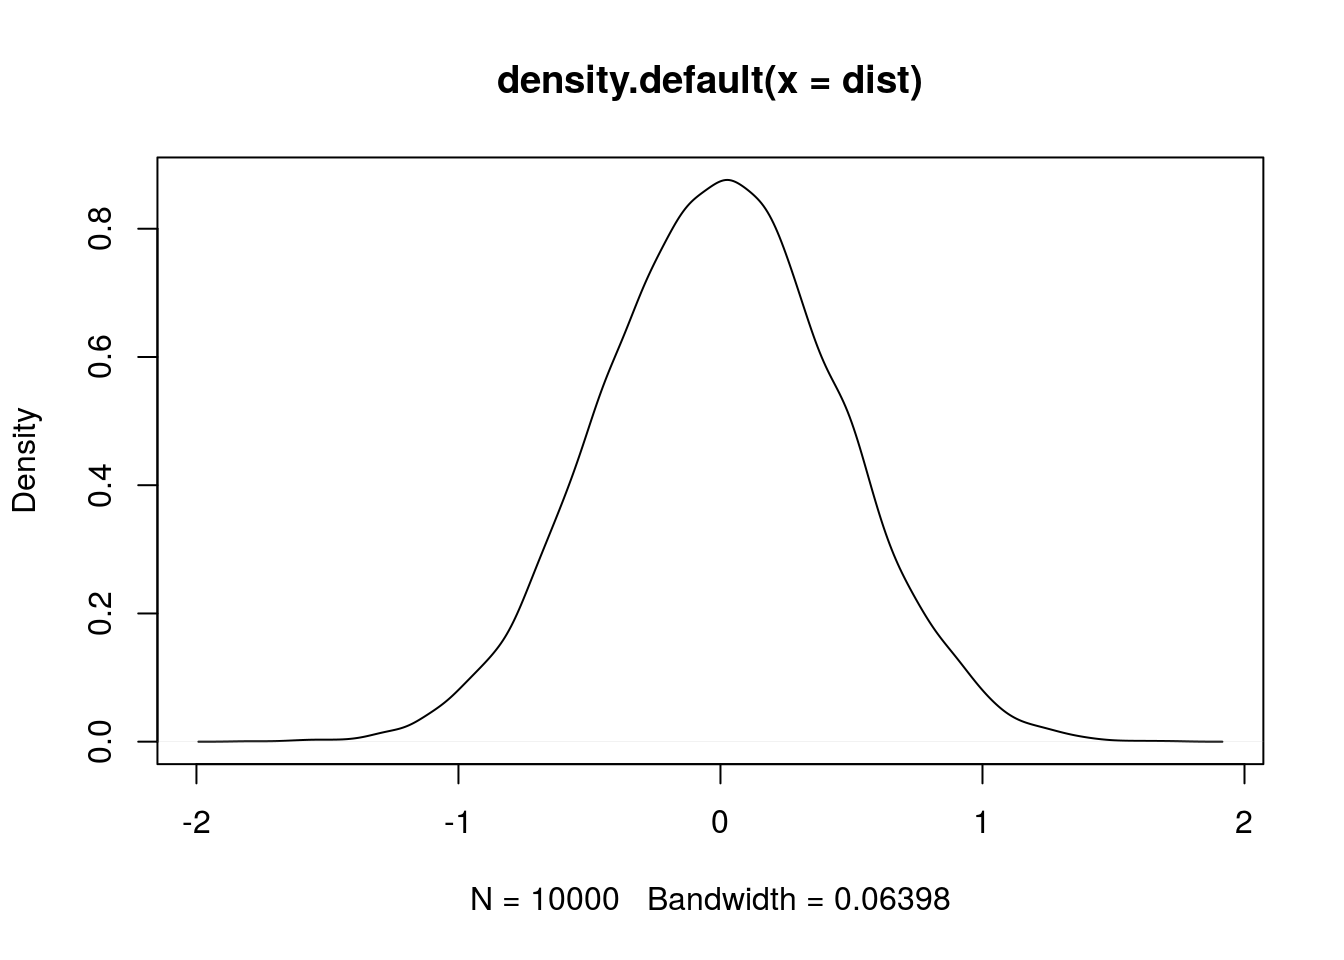 density.default(x = dist)
Density
0.8
0.6
0.4
0.2
0.0
-2 -1 0 1 2
N = 10000 Bandwidth = 0.06398